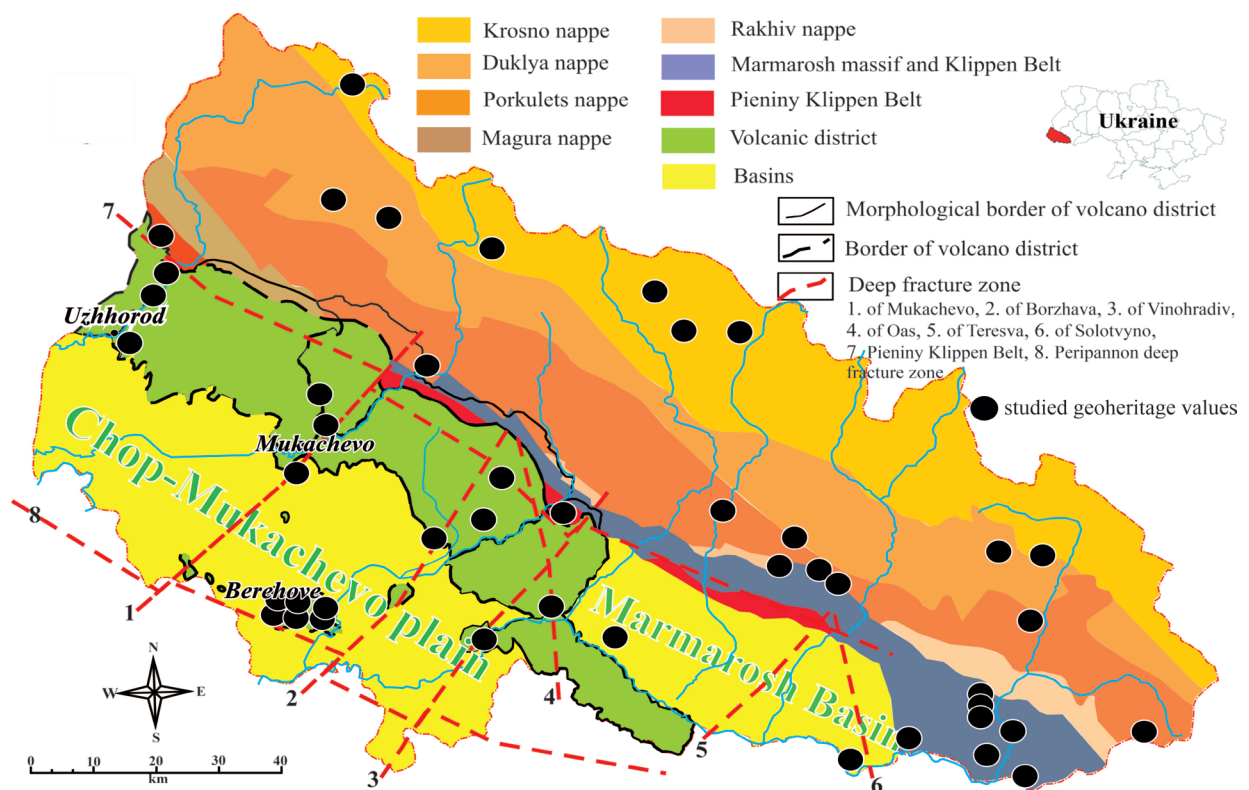 Krosno nappe
Duklya nappe
Porkulets nappe
Magura nappe
Rakhiv nappe
Marmarosh massif and Klippen Belt
Pieniny Klippen Belt
Volcanic district
Basins
Ukraine
Morphological border of volcano district
Border of volcano district
Deep fracture zone
1. of Mukachevo, 2. of Borzhava, 3. of Vinohradiv,
4. of Oas, 5. of Teresva, 6. of Solotvyno,
7. Pieniny Klippen Belt, 8. Peripannon deep
fracture zone
studied geoheritage values
7
Uzhhorod
Mukachevo
Chop-Mukachevo plain
8
Berehove
1
Marmarosh Basin
2
3
4
5
6
N
W
E
S
0 10 20 30 40
km